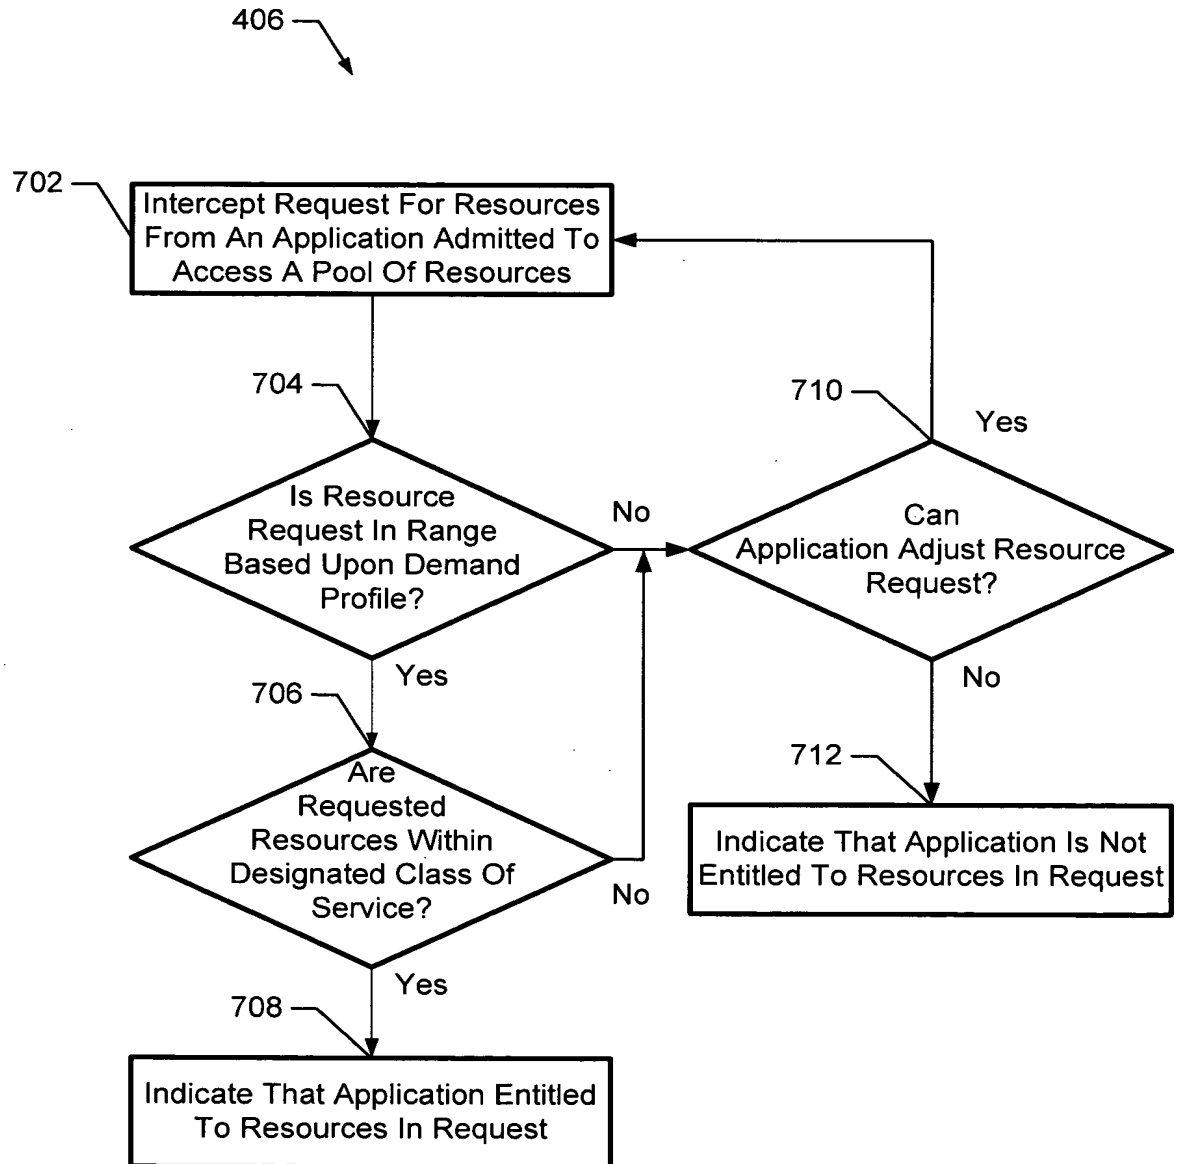 406
702
Intercept Request For Resources
From An Application Admitted To
Access A Pool Of Resources
704
Is Resource
Request In Range
Based Upon Demand
Profile?
No
Yes
710
Yes
Can
Application Adjust Resource
Request?
No
706
Are
Requested
Resources Within
Designated Class Of
Service?
No
Yes
712
Indicate That Application Is Not
Entitled To Resources In Request
708
Indicate That Application Entitled
To Resources In Request